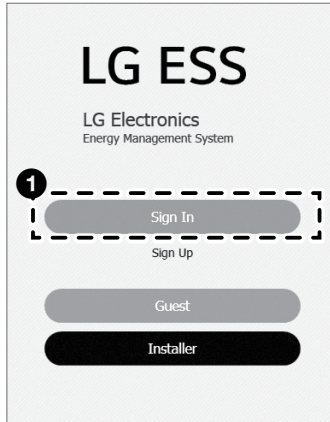 LG ESS
LG Electronics
Energy Management System
1
Sign In
Sign Up
Guest
Installer